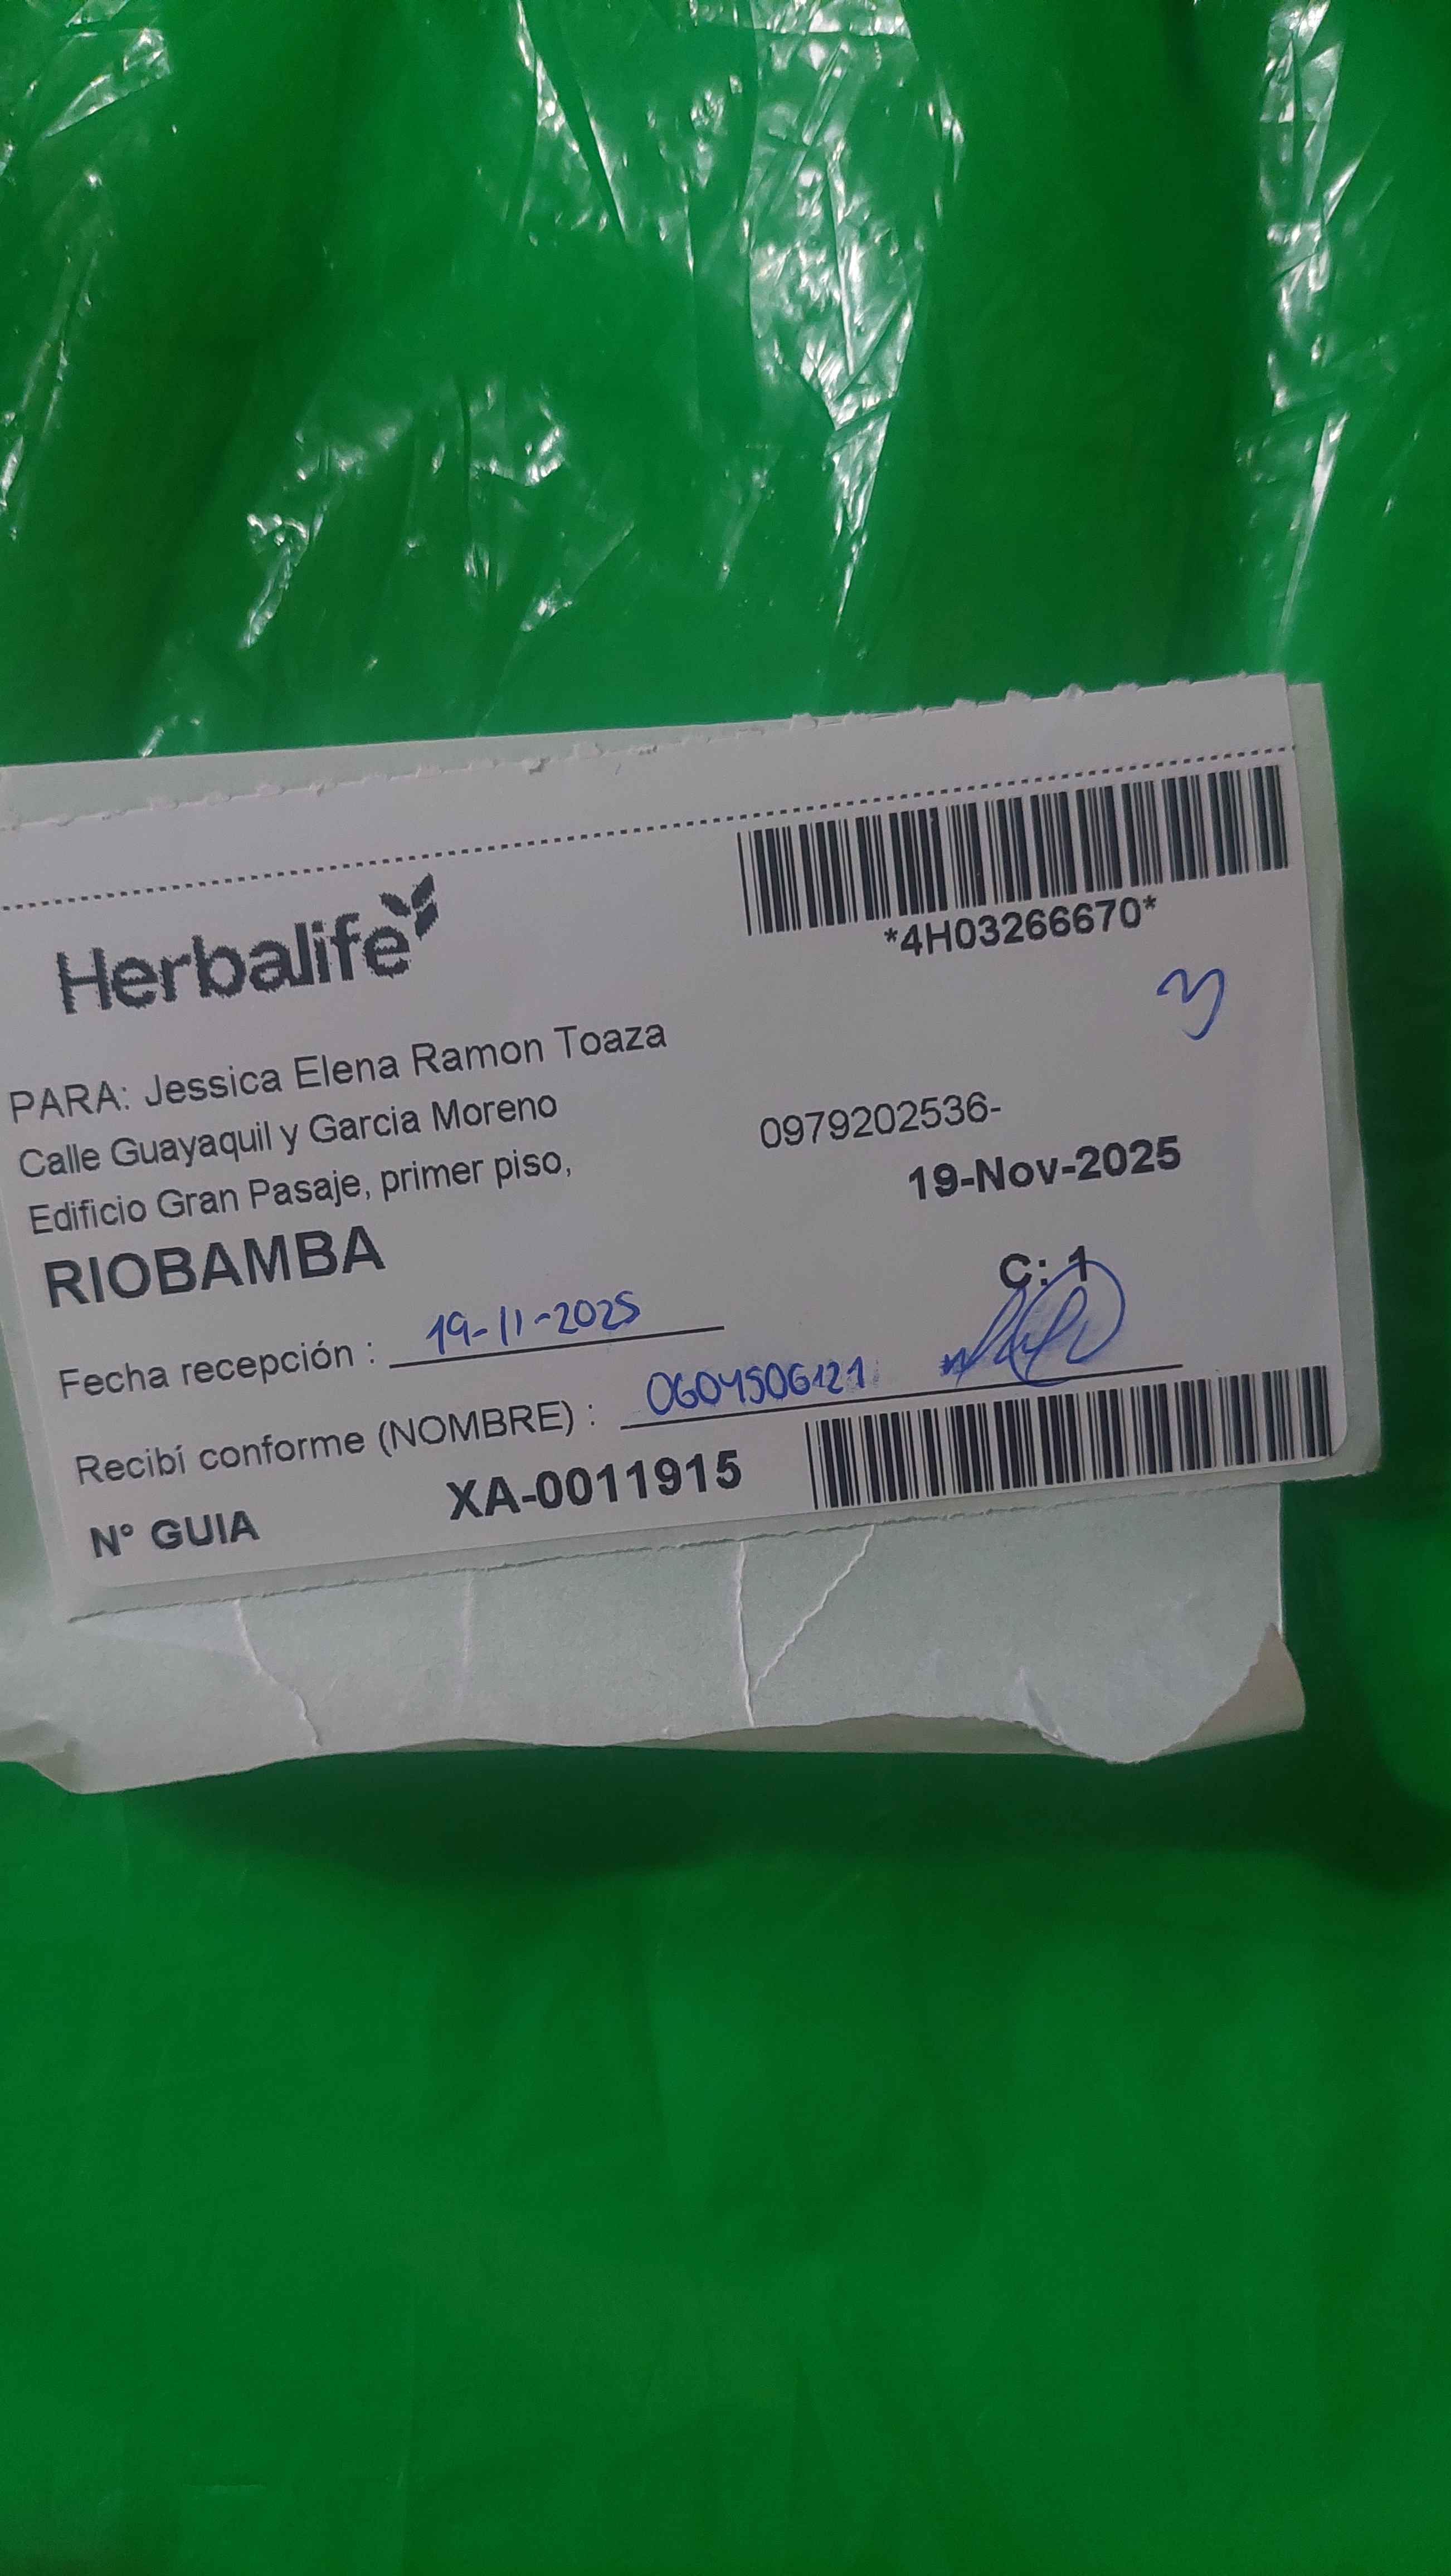 *4H03266670*
Herbalife
3
PARA: Jessica Elena Ramon Toaza
Calle Guayaquil y Garcia Moreno
0979202536-
Edificio Gran Pasaje, primer piso,
19-Nov-2025
RIOBAMBA
C: 1
Fecha recepción : 19-11-2025
Recibí conforme (NOMBRE) : 0604506121
N° GUIA XA-0011915